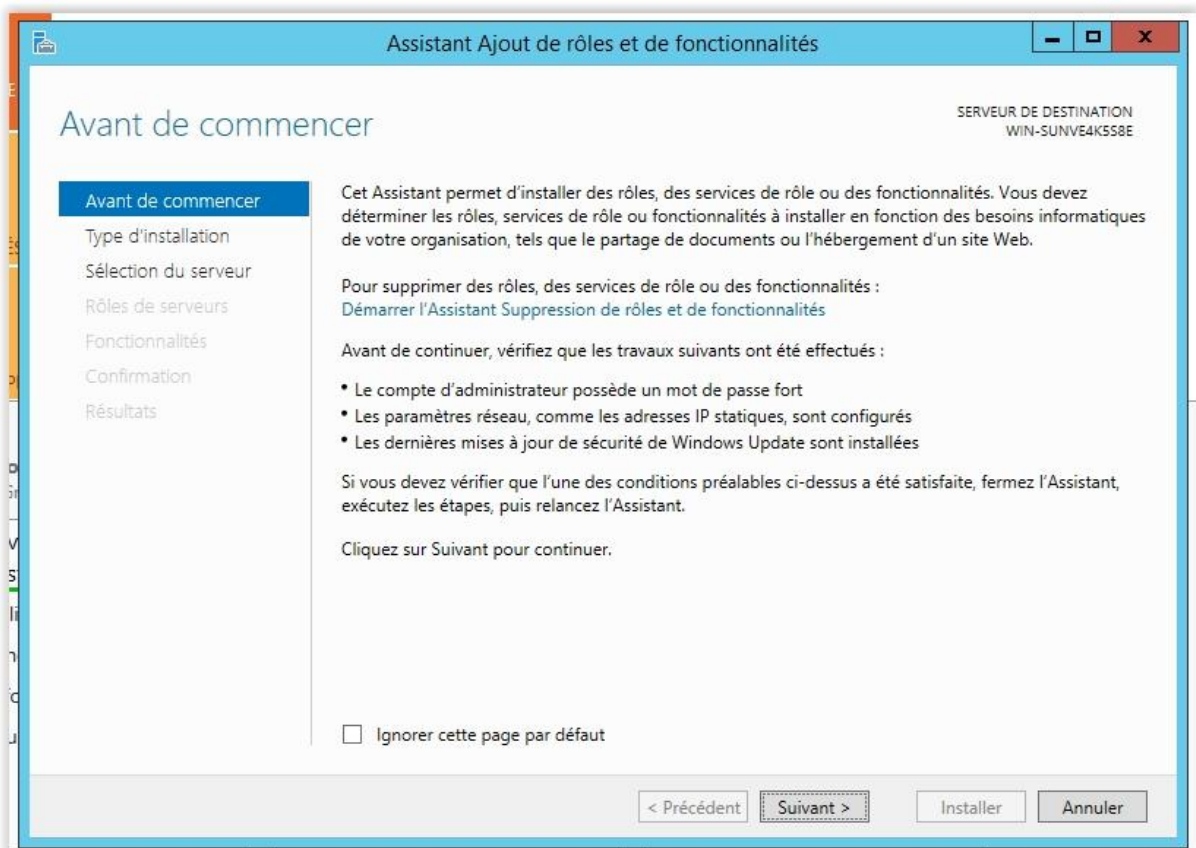 Assistant Ajout de rôles et de fonctionnalités
Avant de commencer
SERVEUR DE DESTINATION
WIN-SUNVE4K5S8E
Avant de commencer
Type d'installation
Sélection du serveur
Rôles de serveurs
Fonctionnalités
Confirmation
Résultats
Cet Assistant permet d'installer des rôles, des services de rôle ou des fonctionnalités. Vous devez
déterminer les rôles, services de rôle ou fonctionnalités à installer en fonction des besoins informatiques
de votre organisation, tels que le partage de documents ou l'hébergement d'un site Web.
Pour supprimer des rôles, des services de rôle ou des fonctionnalités :
Démarrer l'Assistant Suppression de rôles et de fonctionnalités
Avant de continuer, vérifiez que les travaux suivants ont été effectués :
• Le compte d'administrateur possède un mot de passe fort
• Les paramètres réseau, comme les adresses IP statiques, sont configurés
• Les dernières mises à jour de sécurité de Windows Update sont installées
Si vous devez vérifier que l'une des conditions préalables ci-dessus a été satisfaite, fermez l'Assistant,
exécutez les étapes, puis relancez l'Assistant.
Cliquez sur Suivant pour continuer.
Ignorer cette page par défaut
< Précédent
Suivant >
Installer
Annuler